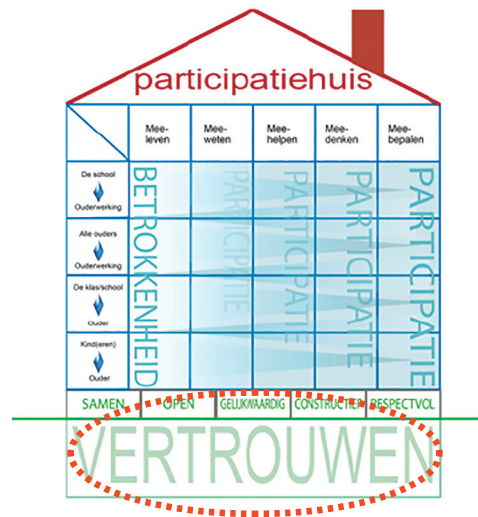 participatiehuis
Mee-
leven
Mee-
weten
Mee-
helpen
Mee-
denken
Mee-
bepalen
De school
Ouderwerking
Alle ouders
Ouderwerking
De klas/school
Ouder
Kind(eren)
Ouder
BETROKKENHEID
PARTICIPATIE
PARTICIPATIE
PARTICIPATIE
PARTICIPATIE
SAMEN OPEN GELIJKWAARDIG CONSTRUCTIEF RESPECTVOL
VERTROUWEN